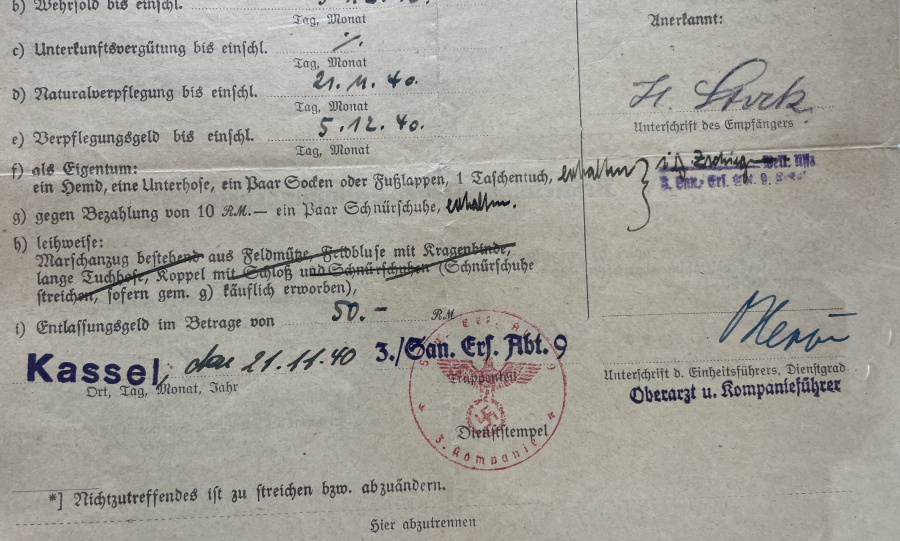 b) Wehrsold bis einschl.
Tag, Monat
Anerkannt:
c) Unterkunftsvergütung bis einschl. ./.
Tag, Monat
d) Naturalverpflegung bis einschl. 21.11.40.
Tag, Monat
H.
Unterschrift des Empfängers
e) Verpflegungsgeld bis einschl. 5.12.40.
Tag, Monat
f) als Eigentum:
ein Hemd, eine Unterhose, ein Paar Socken oder Fußlappen, 1 Taschentuch, erhalten
g) gegen Bezahlung von 10 RM.— ein Paar Schnürschuhe, erhalten.
h) leihweise:
Marschanzug bestehend aus Feldmütze, Feldbluse mit Kragenbinde,
lange Tuchhose, Koppel mit Schloß und Schnürschuhen (Schnürschuhe
streichen, sofern gem. g) käuflich erworben),
i) Entlassungsgeld im Betrage von 50.- RM
Kassel, den 21.11.40 3./San. Ers. Abt. 9
Ort, Tag, Monat, Jahr
Truppenteil
Unterschrift d. Einheitsführers, Dienstgrad
Oberarzt u. Kompanieführer
Dienststempel
3. Kompanie
*] Nichtzutreffendes ist zu streichen bzw. abzuändern.
Hier abzutrennen